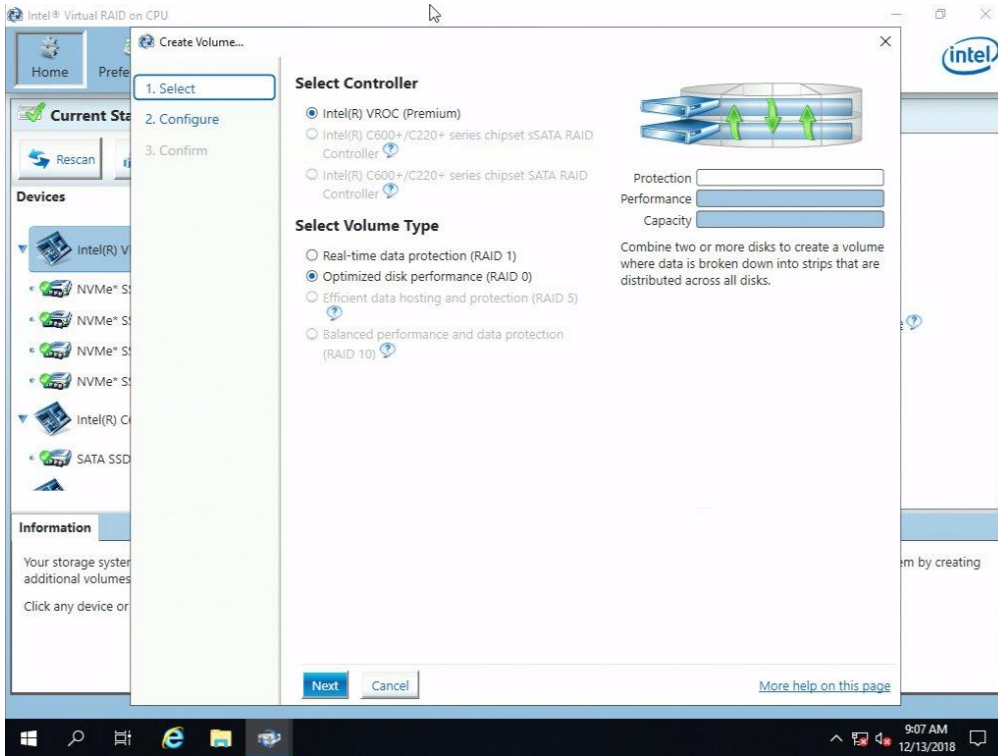 Intel® Virtual RAID on CPU
Home
Prefe
intel
Current Sta
Rescan
Devices
Intel(R) V
NVMe* S
NVMe* S
NVMe* S
NVMe* S
Intel(R) C
SATA SSD
Information
Your storage syster
em by creating
additional volumes
Click any device or
Create Volume...
1. Select
2. Configure
3. Confirm
Select Controller
Intel(R) VROC (Premium)
Intel(R) C600+/C220+ series chipset sSATA RAID
Controller
Intel(R) C600+/C220+ series chipset SATA RAID
Controller
Select Volume Type
Real-time data protection (RAID 1)
Optimized disk performance (RAID 0)
Efficient data hosting and protection (RAID 5)
Balanced performance and data protection
(RAID 10)
Protection
Performance
Capacity
Combine two or more disks to create a volume
where data is broken down into strips that are
distributed across all disks.
Next
Cancel
More help on this page
9:07 AM
12/13/2018